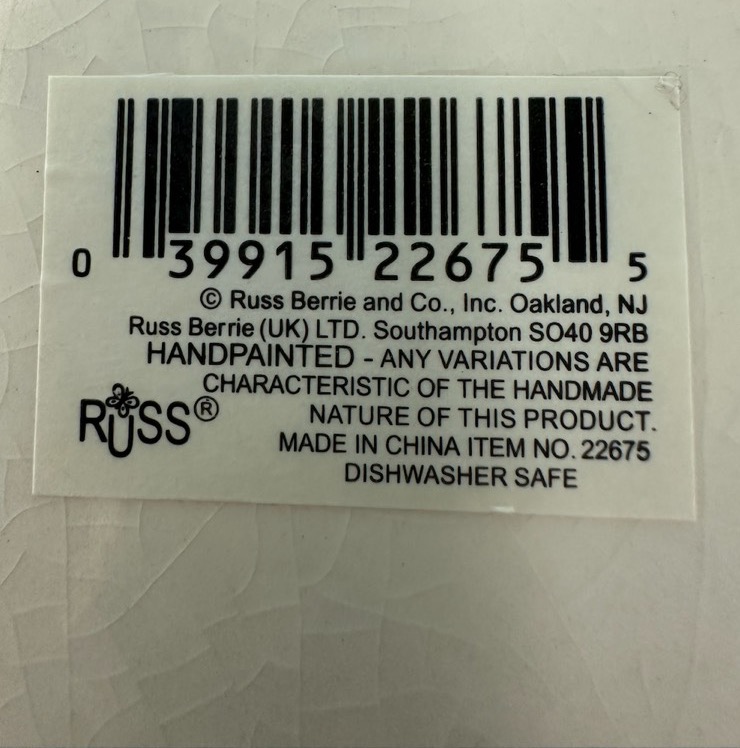 0 39915 22675 5
© Russ Berrie and Co., Inc. Oakland, NJ
Russ Berrie (UK) LTD. Southampton SO40 9RB
HANDPAINTED - ANY VARIATIONS ARE
CHARACTERISTIC OF THE HANDMADE
RUSS® NATURE OF THIS PRODUCT.
MADE IN CHINA ITEM NO. 22675
DISHWASHER SAFE